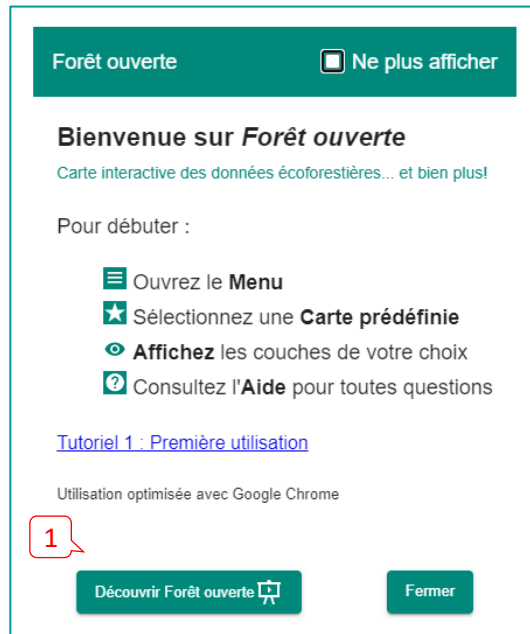 Forêt ouverte Ne plus afficher
Bienvenue sur Forêt ouverte
Carte interactive des données écoforestières... et bien plus!
Pour débuter :
Ouvrez le Menu
Sélectionnez une Carte prédéfinie
Affichez les couches de votre choix
Consultez l'Aide pour toutes questions
Tutoriel 1 : Première utilisation
Utilisation optimisée avec Google Chrome
1
Découvrir Forêt ouverte Fermer